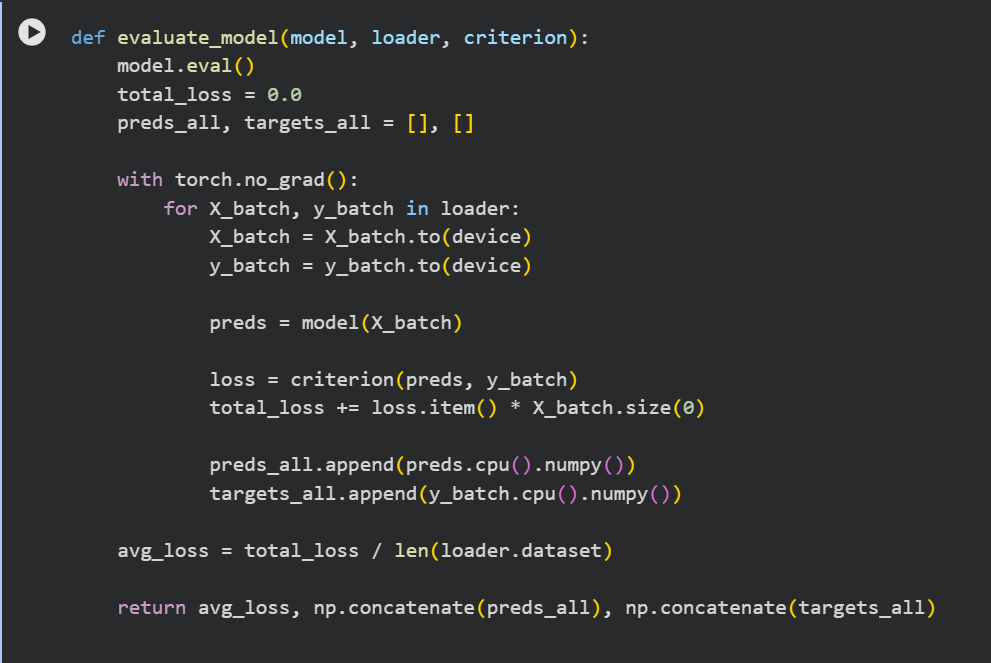 def evaluate_model(model, loader, criterion):
    model.eval()
    total_loss = 0.0
    preds_all, targets_all = [], []

    with torch.no_grad():
        for X_batch, y_batch in loader:
            X_batch = X_batch.to(device)
            y_batch = y_batch.to(device)

            preds = model(X_batch)

            loss = criterion(preds, y_batch)
            total_loss += loss.item() * X_batch.size(0)

            preds_all.append(preds.cpu().numpy())
            targets_all.append(y_batch.cpu().numpy())

    avg_loss = total_loss / len(loader.dataset)

    return avg_loss, np.concatenate(preds_all), np.concatenate(targets_all)